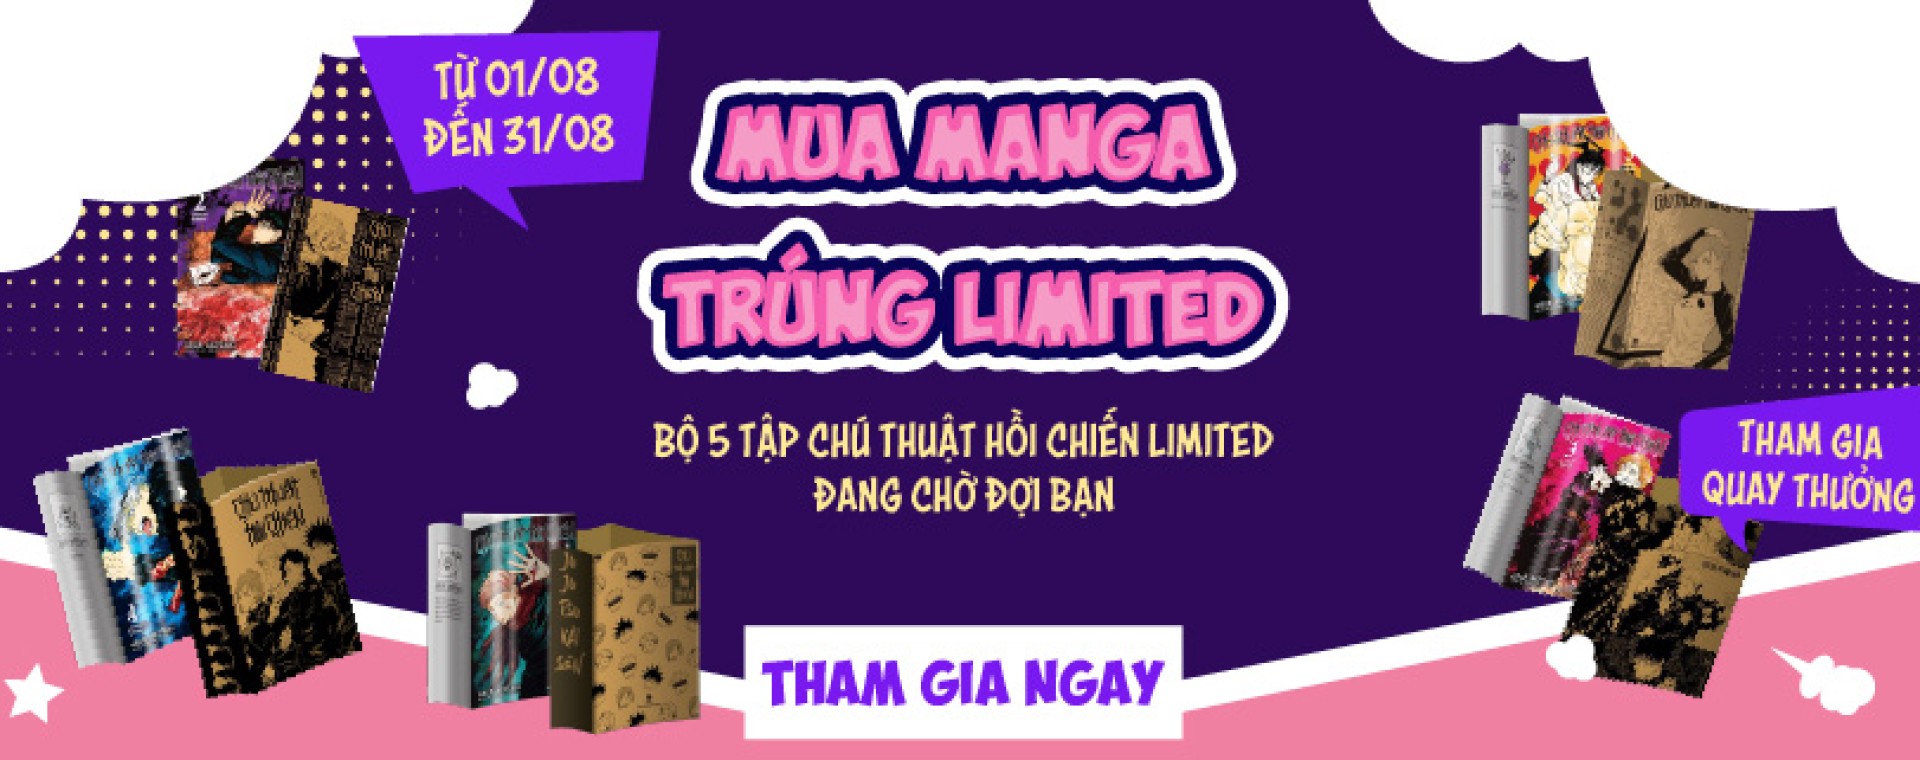 TỪ 01/08
ĐẾN 31/08
MUA MANGA
TRÚNG LIMITED
BỘ 5 TẬP CHÚ THUẬT HỒI CHIẾN LIMITED
ĐANG CHỜ ĐỢI BẠN
THAM GIA
QUAY THƯỞNG
THAM GIA NGAY